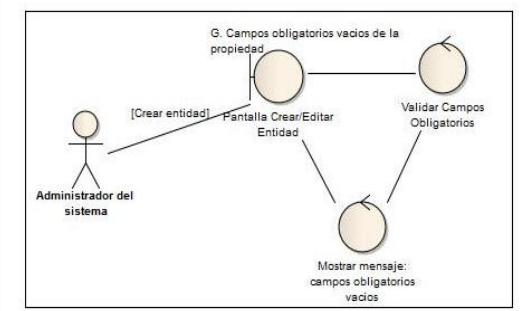 G. Campos obligatorios vacios de la
propiedad
[Crear entidad]
Pantalla Crear/Editar
Entidad
Validar Campos
Obligatorios
Administrador del
sistema
Mostrar mensaje:
campos obligatorios
vacios